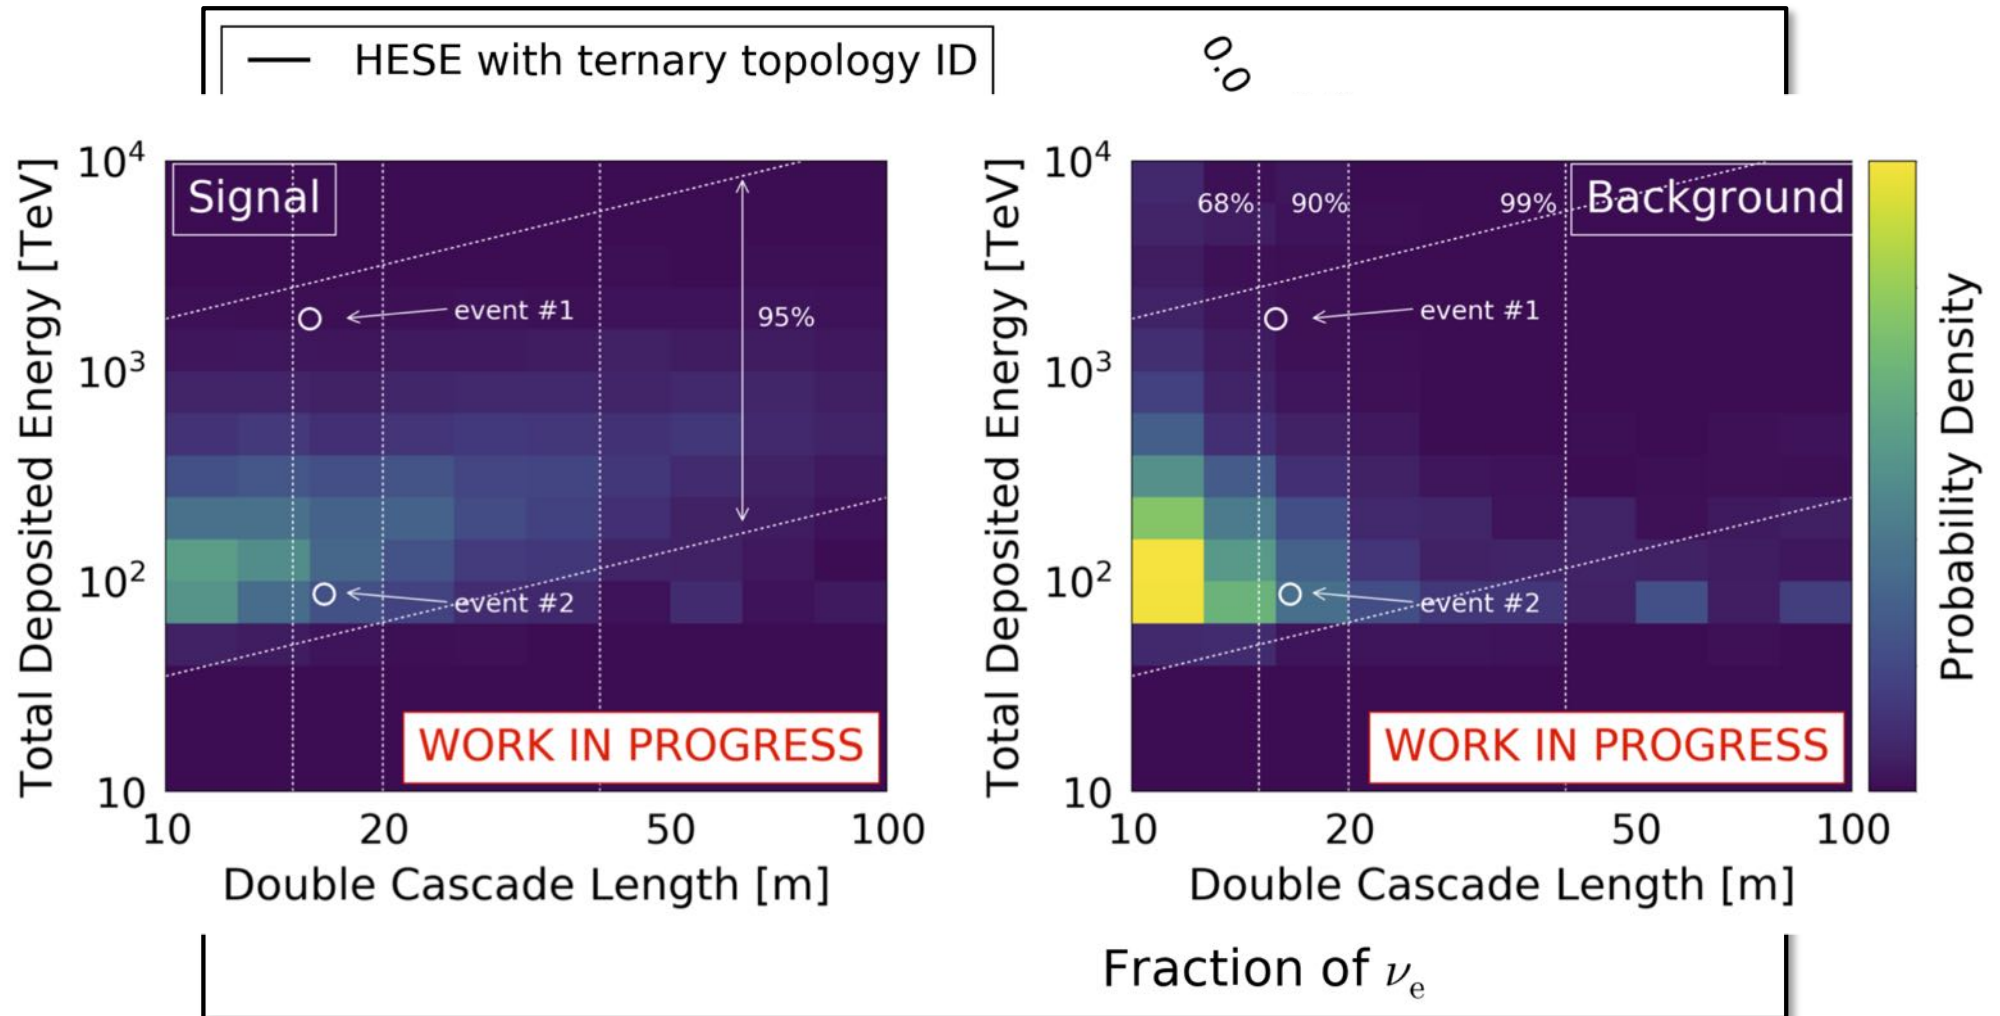 HESE with ternary topology ID
0.0
Total Deposited Energy [TeV]
10⁴
10³
10²
10
Signal
event #1
95%
event #2
WORK IN PROGRESS
10 20 50 100
Double Cascade Length [m]
Total Deposited Energy [TeV]
10⁴
10³
10²
10
68% 90% 99%
Background
event #1
event #2
WORK IN PROGRESS
10 20 50 100
Double Cascade Length [m]
Probability Density
Fraction of νₑ